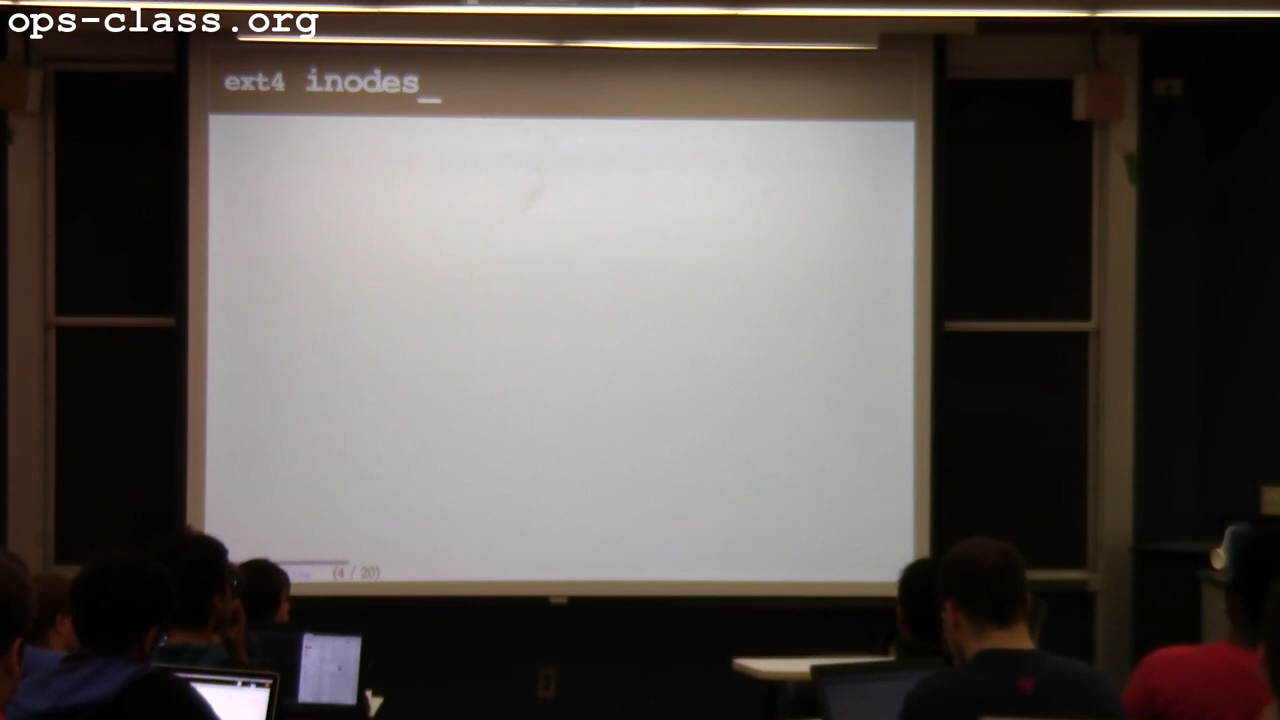 ops-class.org
ext4 inodes_
(4 / 20)